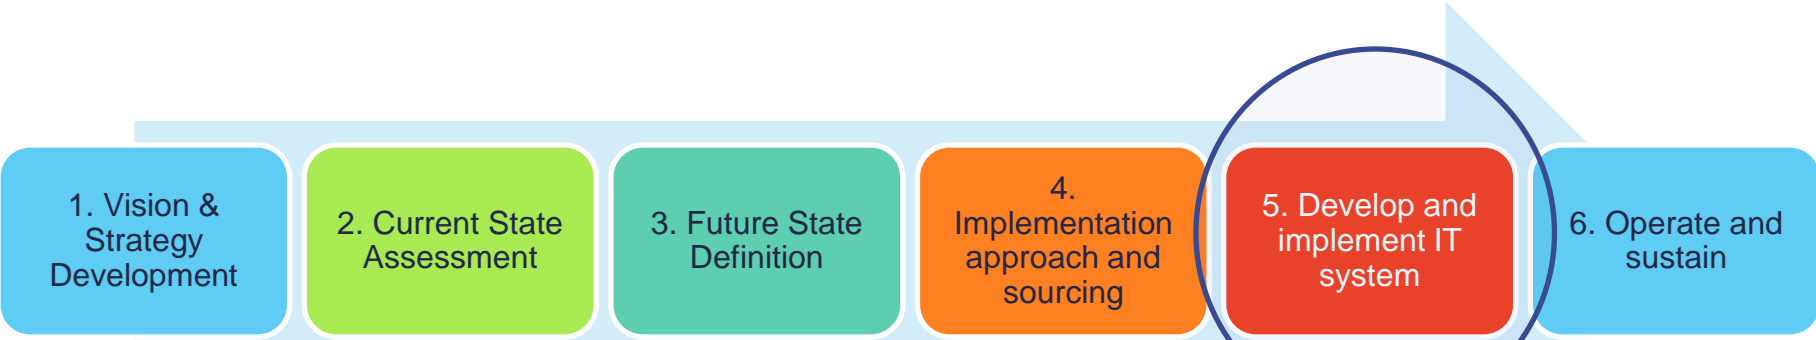 1. Vision &
Strategy
Development
2. Current State
Assessment
3. Future State
Definition
4.
Implementation
approach and
sourcing
5. Develop and
implement IT
system
6. Operate and
sustain